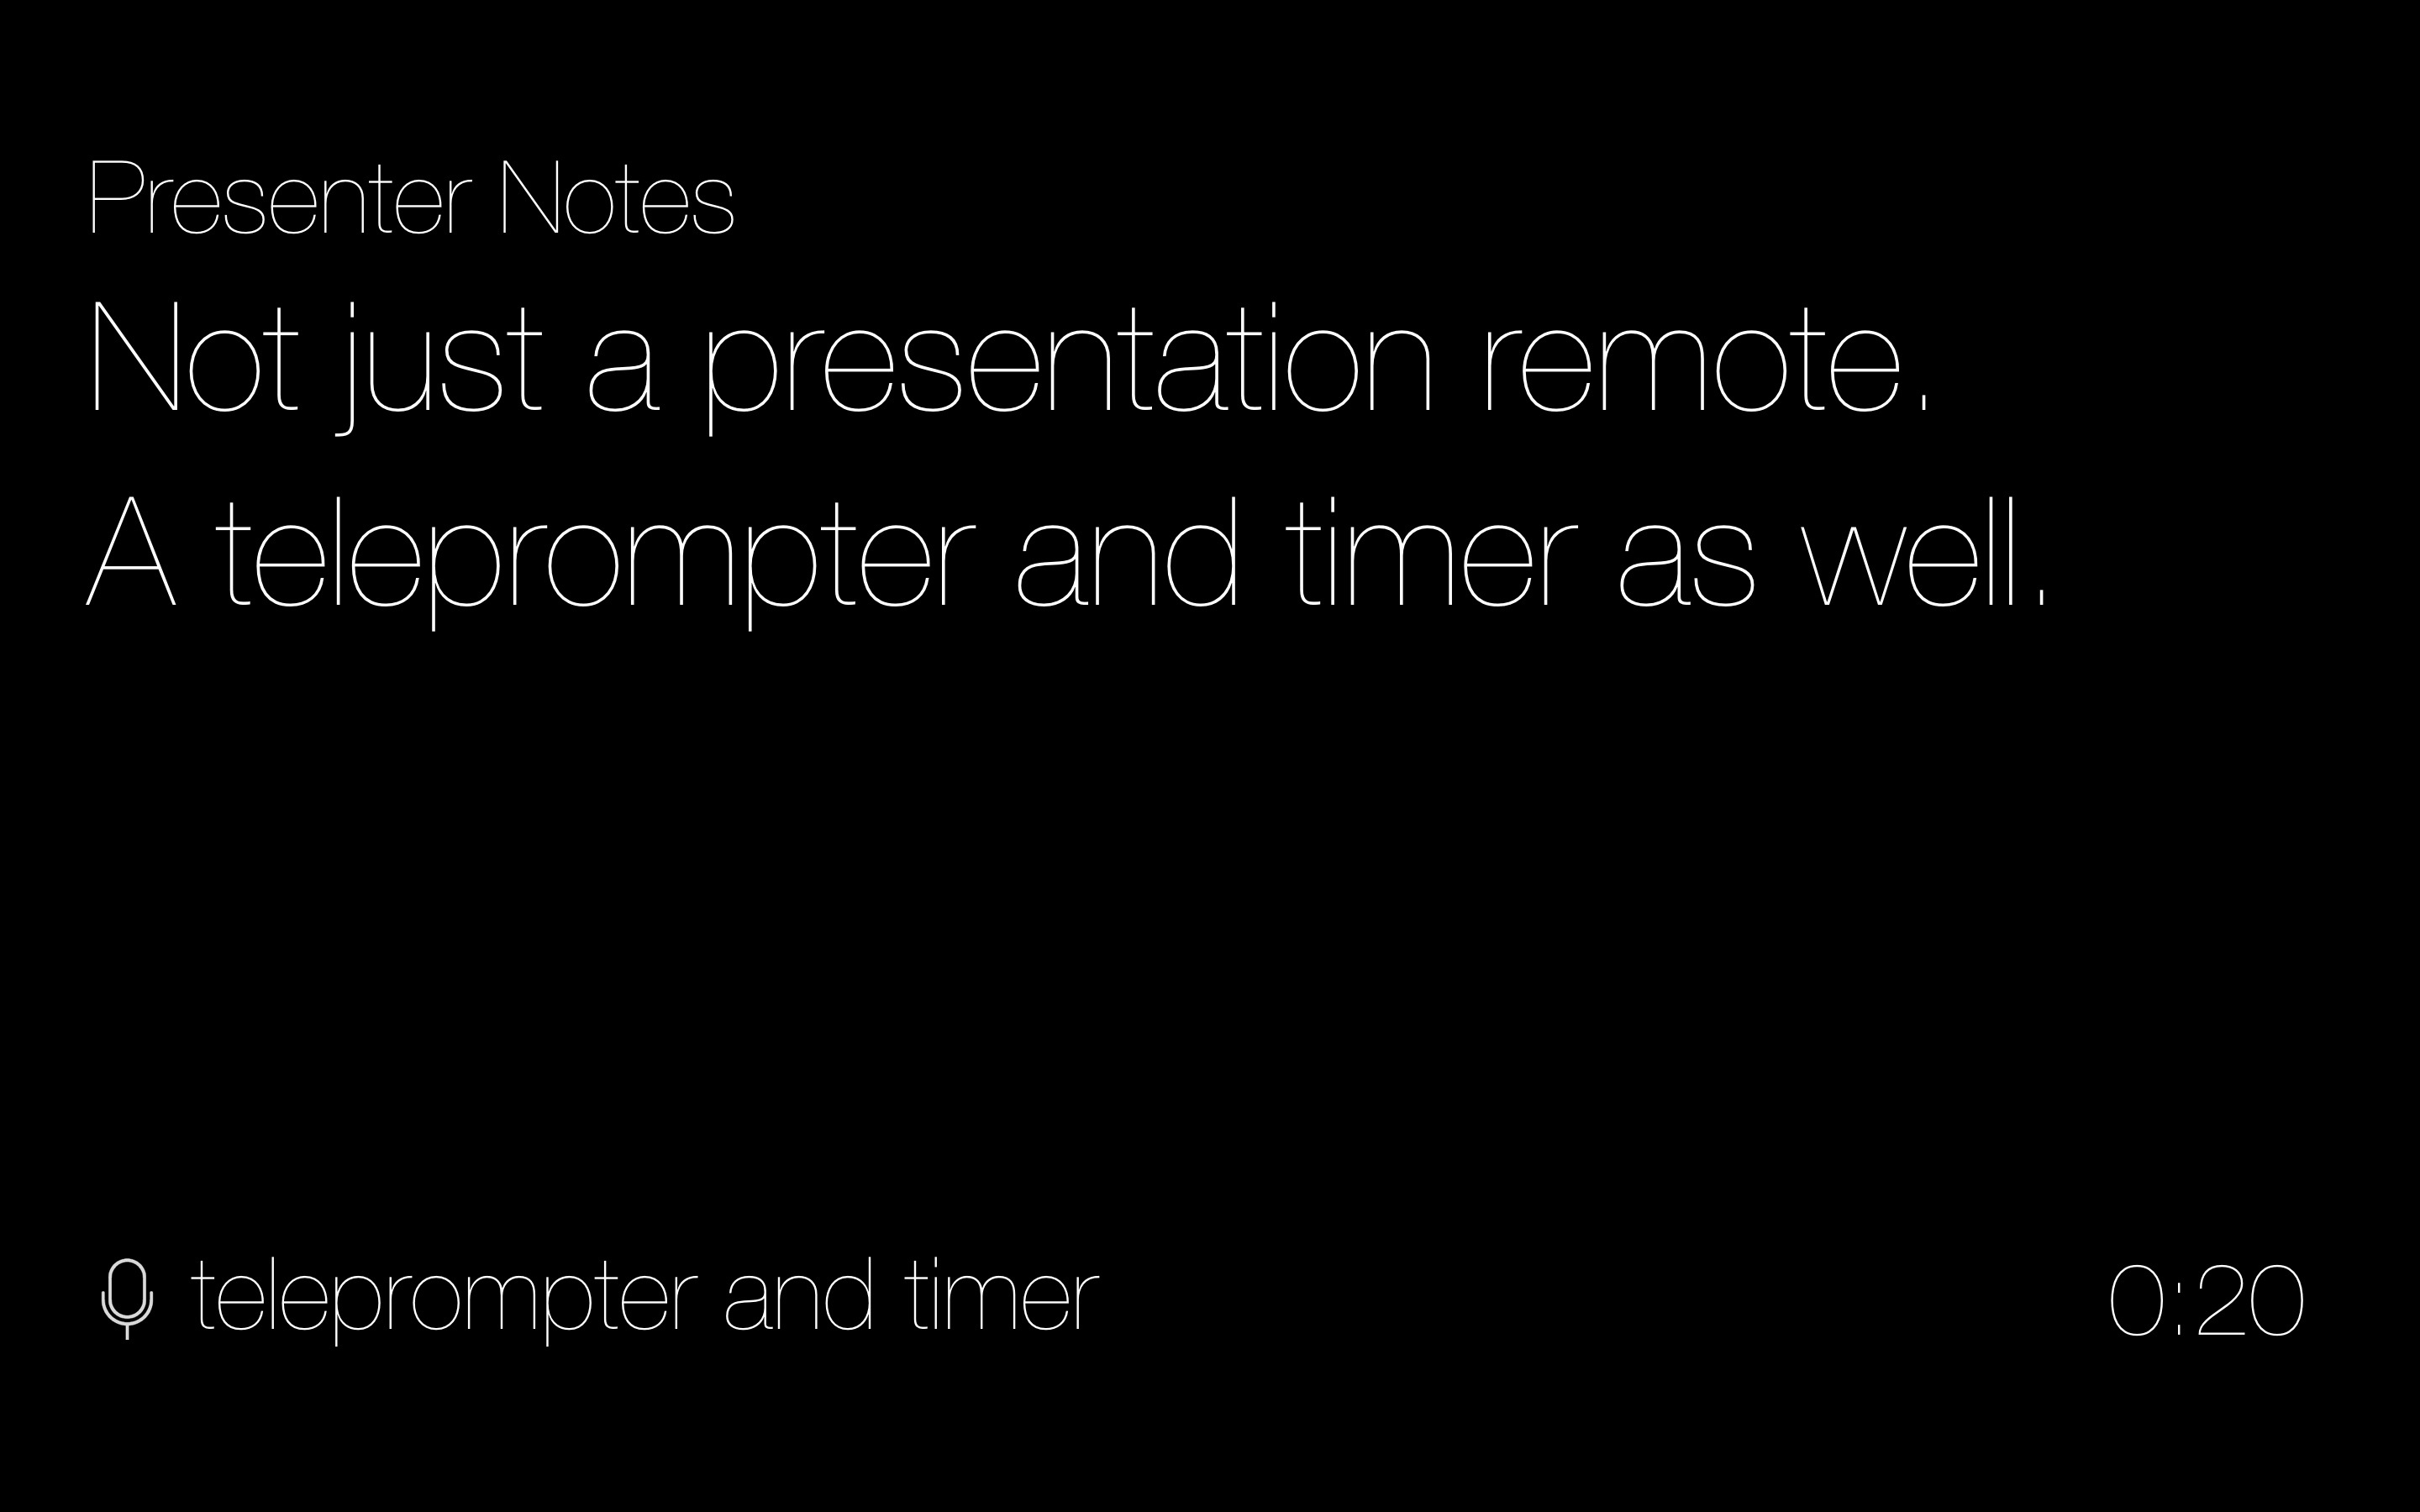 Presenter Notes
Not just a presentation remote.
A teleprompter and timer as well.
teleprompter and timer
0:20